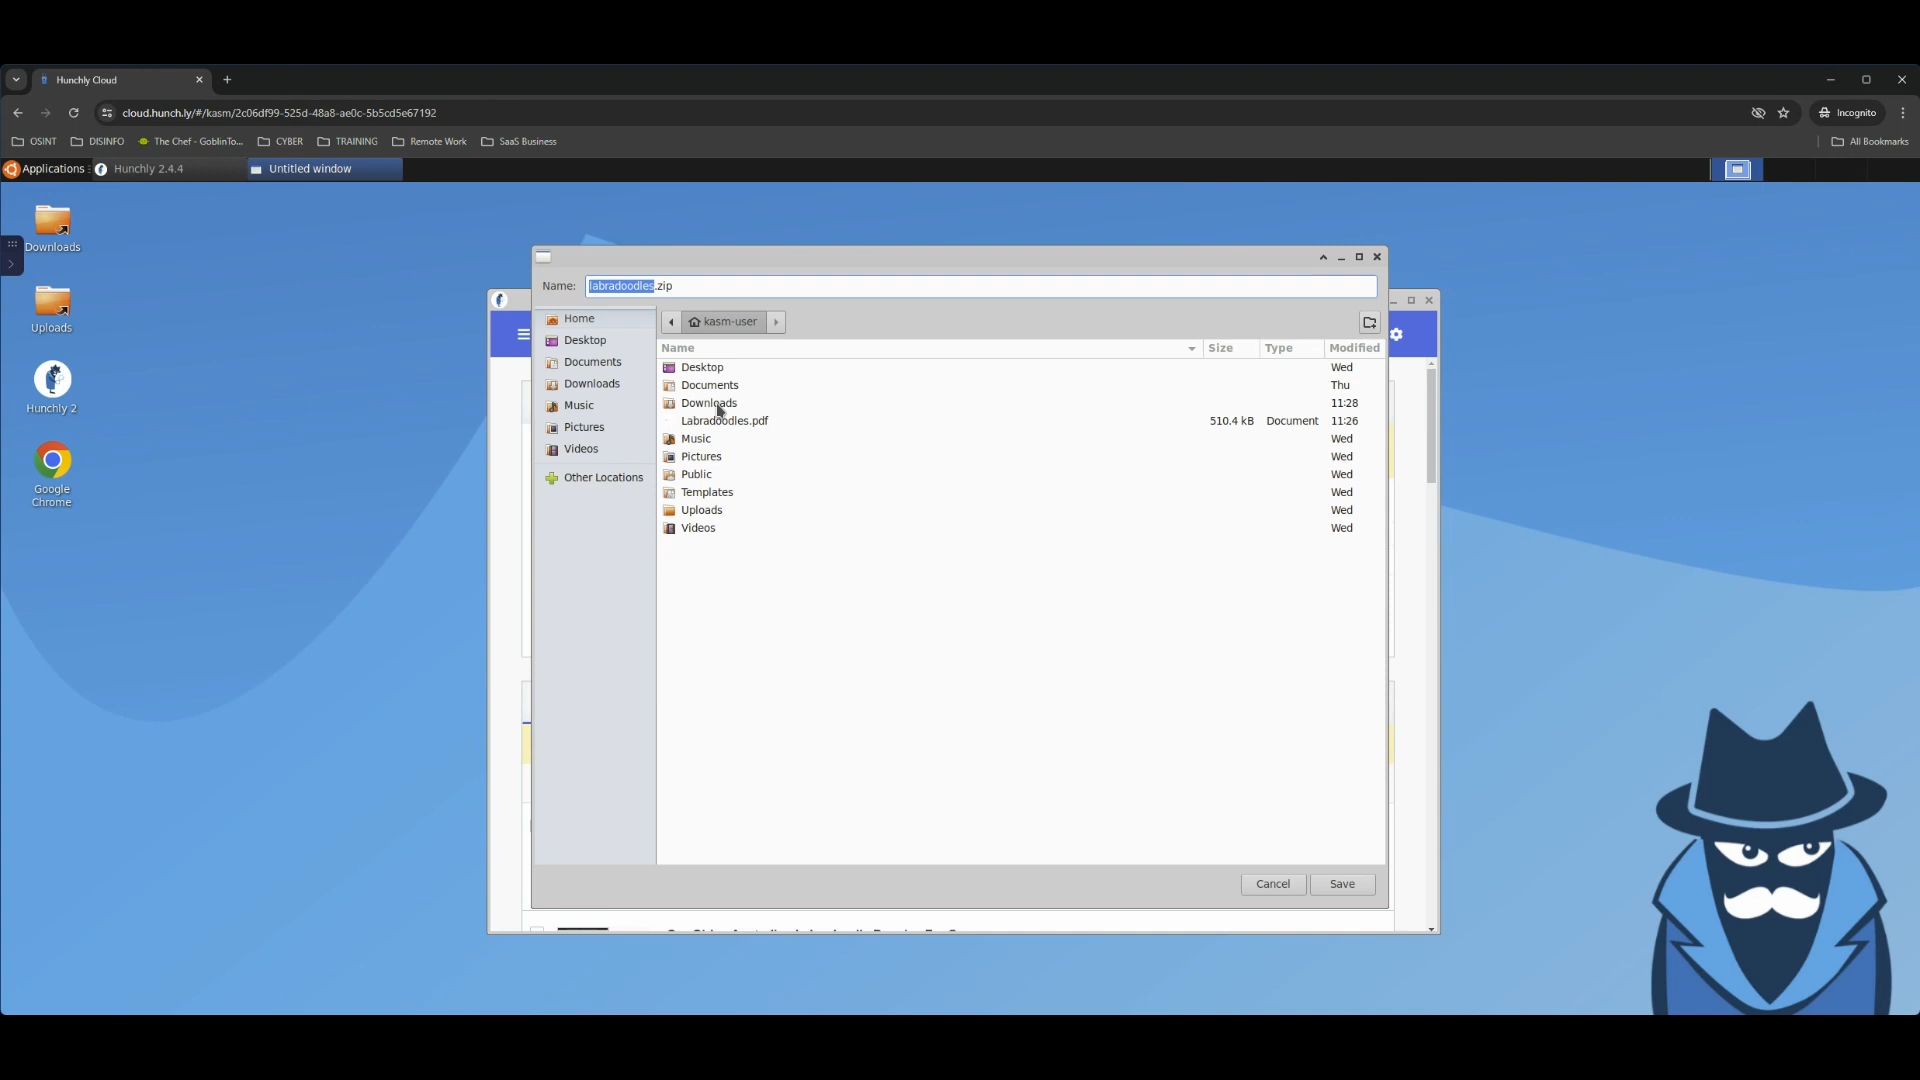 Hunchly Cloud
cloud.hunch.ly/#/kasm/2c06df99-525d-48a8-ae0c-5b5cd5e67192
Incognito
OSINT DISINFO The Chef - GoblinTo... CYBER TRAINING Remote Work SaaS Business All Bookmarks
Applications Hunchly 2.4.4 Untitled window
Downloads
Uploads
Hunchly 2
Google
Chrome
Name: labradoodles.zip
Home
Desktop
Documents
Downloads
Music
Pictures
Videos
Other Locations
kasm-user
Name Size Type Modified
Desktop Wed
Documents Thu
Downloads 11:28
Labradoodles.pdf 510.4 kB Document 11:26
Music Wed
Pictures Wed
Public Wed
Templates Wed
Uploads Wed
Videos Wed
Cancel Save